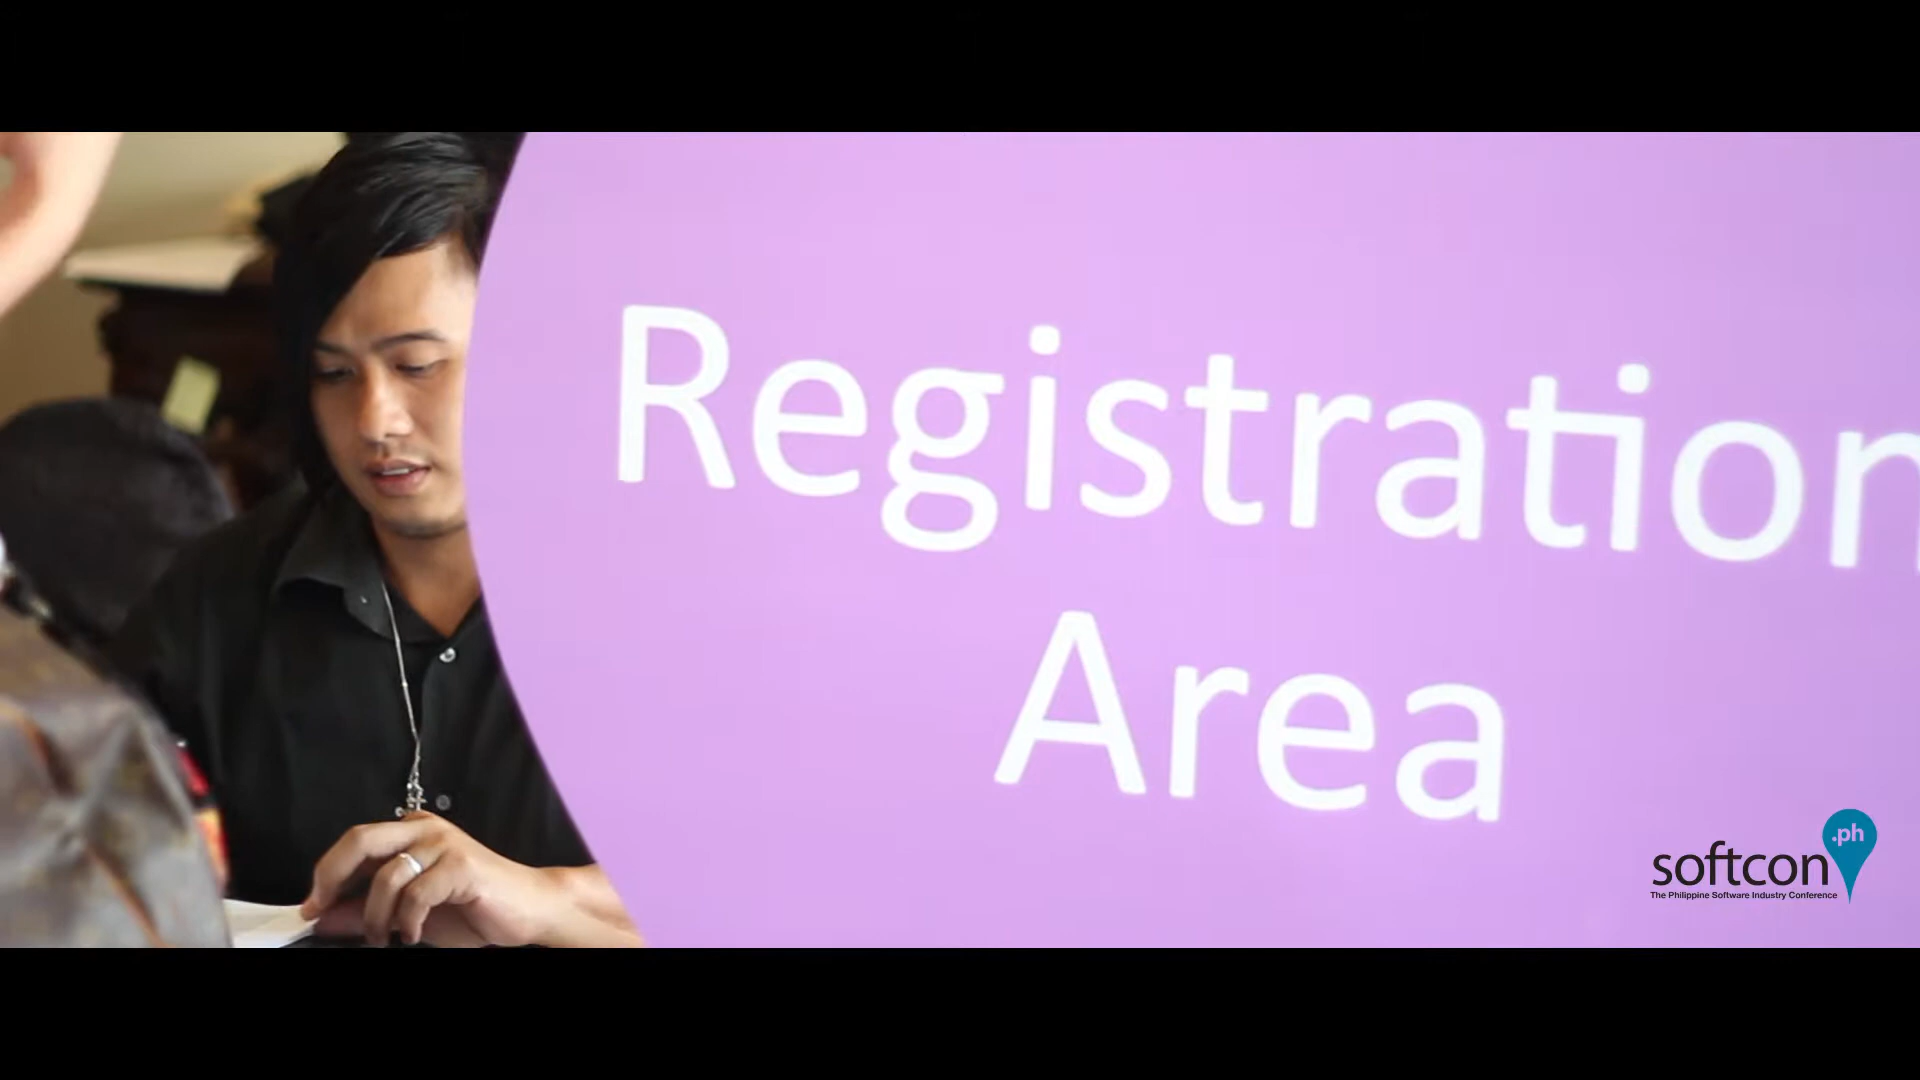 Registration
Area
.ph
softcon
The Philippine Software Industry Conference